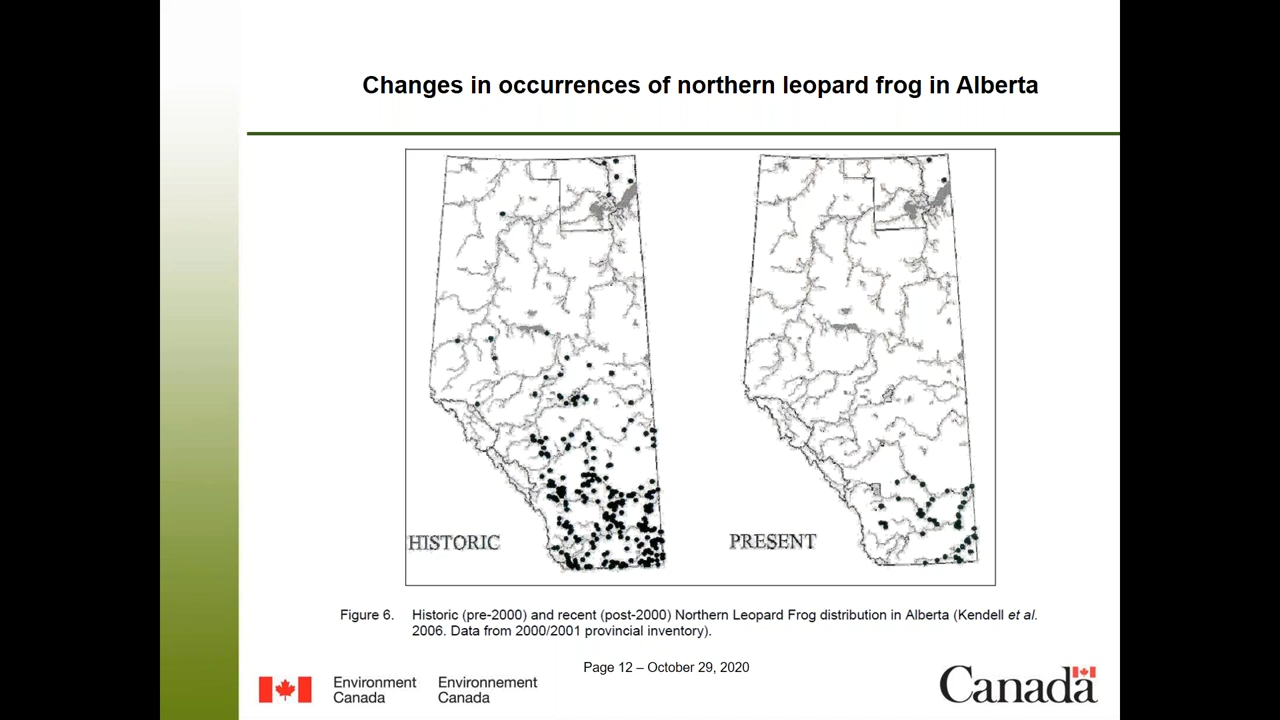 Changes in occurrences of northern leopard frog in Alberta
HISTORIC
PRESENT
Figure 6. Historic (pre-2000) and recent (post-2000) Northern Leopard Frog distribution in Alberta (Kendell et al.
2006. Data from 2000/2001 provincial inventory).
Page 12 – October 29, 2020
Environment Environnement
Canada Canada
Canada